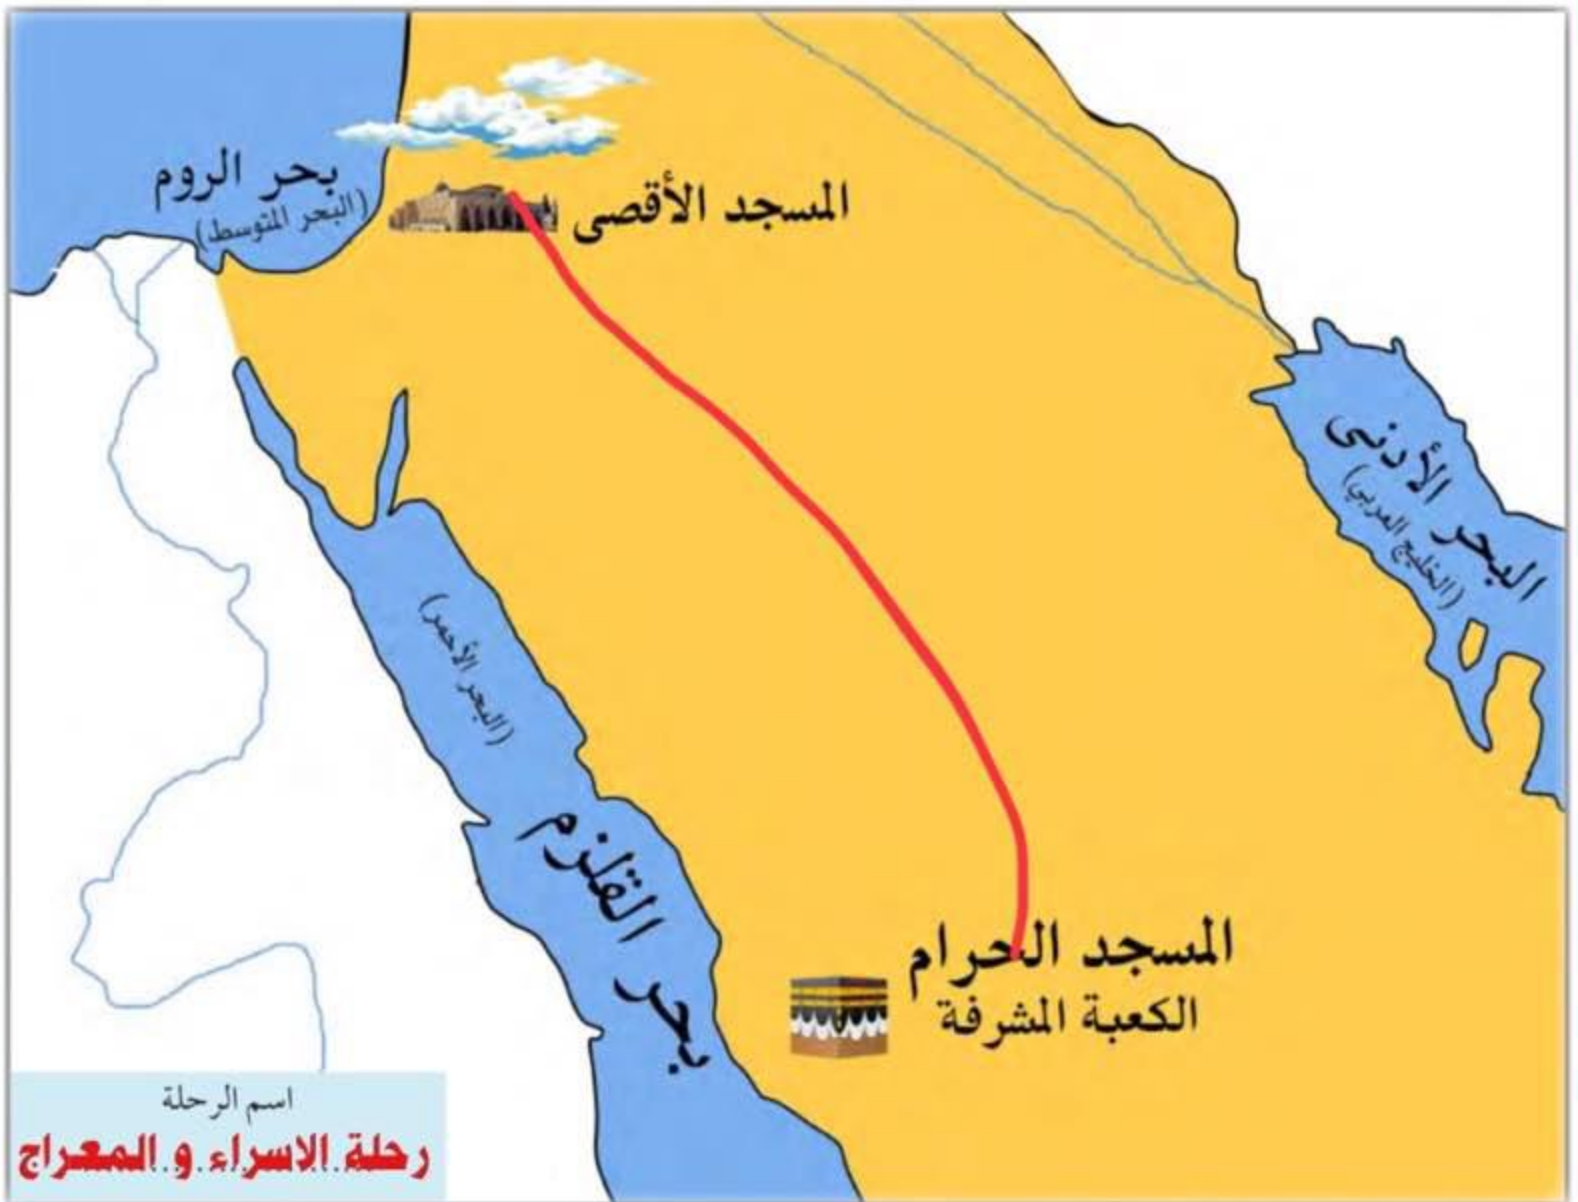 بحر الروم
(البحر المتوسط)
المسجد الأقصى
البحر الأدنى
(الخليج العربي)
(البحر الأحمر)
بحر القلزم
المسجد الحرام
الكعبة المشرفة
اسم الرحلة
رحلة الاسراء و المعراج